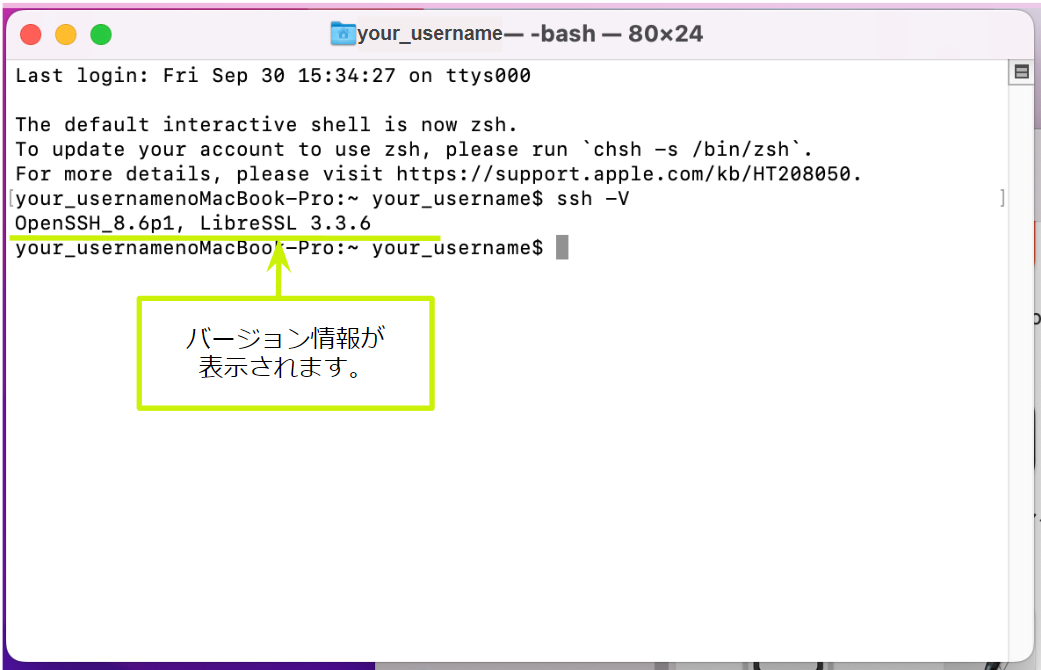 your_username— -bash — 80×24
Last login: Fri Sep 30 15:34:27 on ttys000
The default interactive shell is now zsh.
To update your account to use zsh, please run `chsh -s /bin/zsh`.
For more details, please visit https://support.apple.com/kb/HT208050.
[your_usernamenoMacBook-Pro:~ your_username$ ssh -V ]
OpenSSH_8.6p1, LibreSSL 3.3.6
your_usernamenoMacBook-Pro:~ your_username$
バージョン情報が
表示されます。